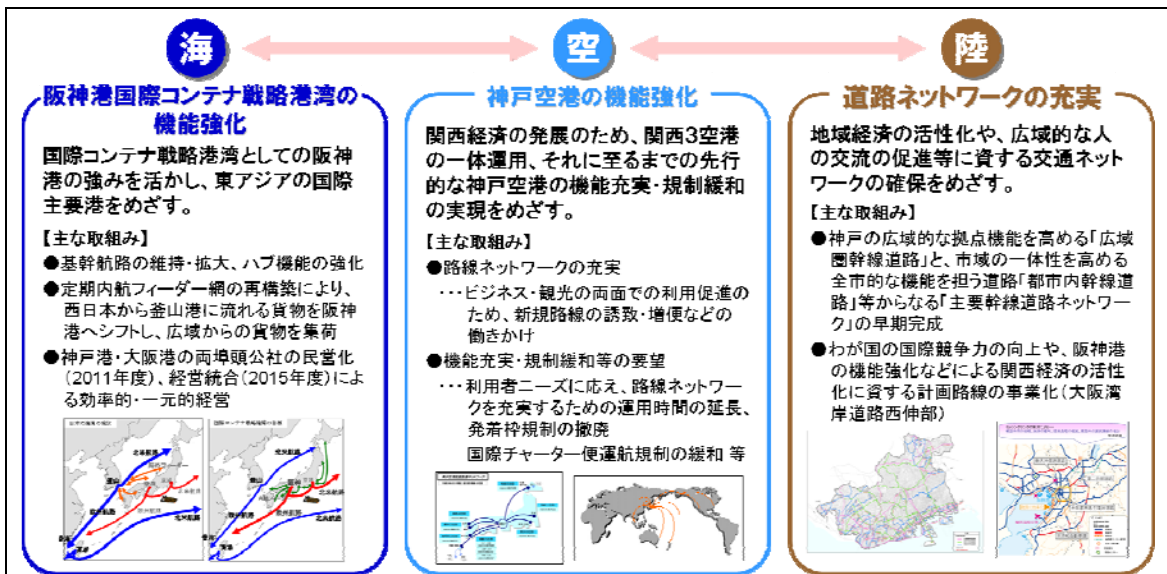 海
空
陸
阪神港国際コンテナ戦略港湾の
機能強化
国際コンテナ戦略港湾としての阪神
港の強みを活かし、東アジアの国際
主要港をめざす。
【主な取組み】
●基幹航路の維持・拡大、ハブ機能の強化
●定期内航フィーダー網の再構築により、
西日本から釜山港に流れる貨物を阪神
港へシフトし、広域からの貨物を集荷
●神戸港・大阪港の両埠頭公社の民営化
(2011年度)、経営統合(2015年度)によ
る効率的・一元的経営
北米航路
釜山
欧州航路
北米航路
神戸空港の機能強化
関西経済の発展のため、関西3空港
の一体運用、それに至るまでの先行
的な神戸空港の機能充実・規制緩和
の実現をめざす。
【主な取組み】
●路線ネットワークの充実
・・・ビジネス・観光の両面での利用促進の
ため、新規路線の誘致・増便などの
働きかけ
●機能充実・規制緩和等の要望
・・・利用者ニーズに応え、路線ネットワー
クを充実するための運用時間の延長、
発着枠規制の撤廃
国際チャーター便運航規制の緩和 等
道路ネットワークの充実
地域経済の活性化や、広域的な人
の交流の促進等に資する交通ネット
ワークの確保をめざす。
【主な取組み】
●神戸の広域的な拠点機能を高める「広域
圏幹線道路」と、市域の一体性を高める
全市的な機能を担う道路「都市内幹線道
路」等からなる「主要幹線道路ネットワー
ク」の早期完成
●わが国の国際競争力の向上や、阪神港
の機能強化などによる関西経済の活性
化に資する計画路線の事業化(大阪湾
岸道路西伸部)